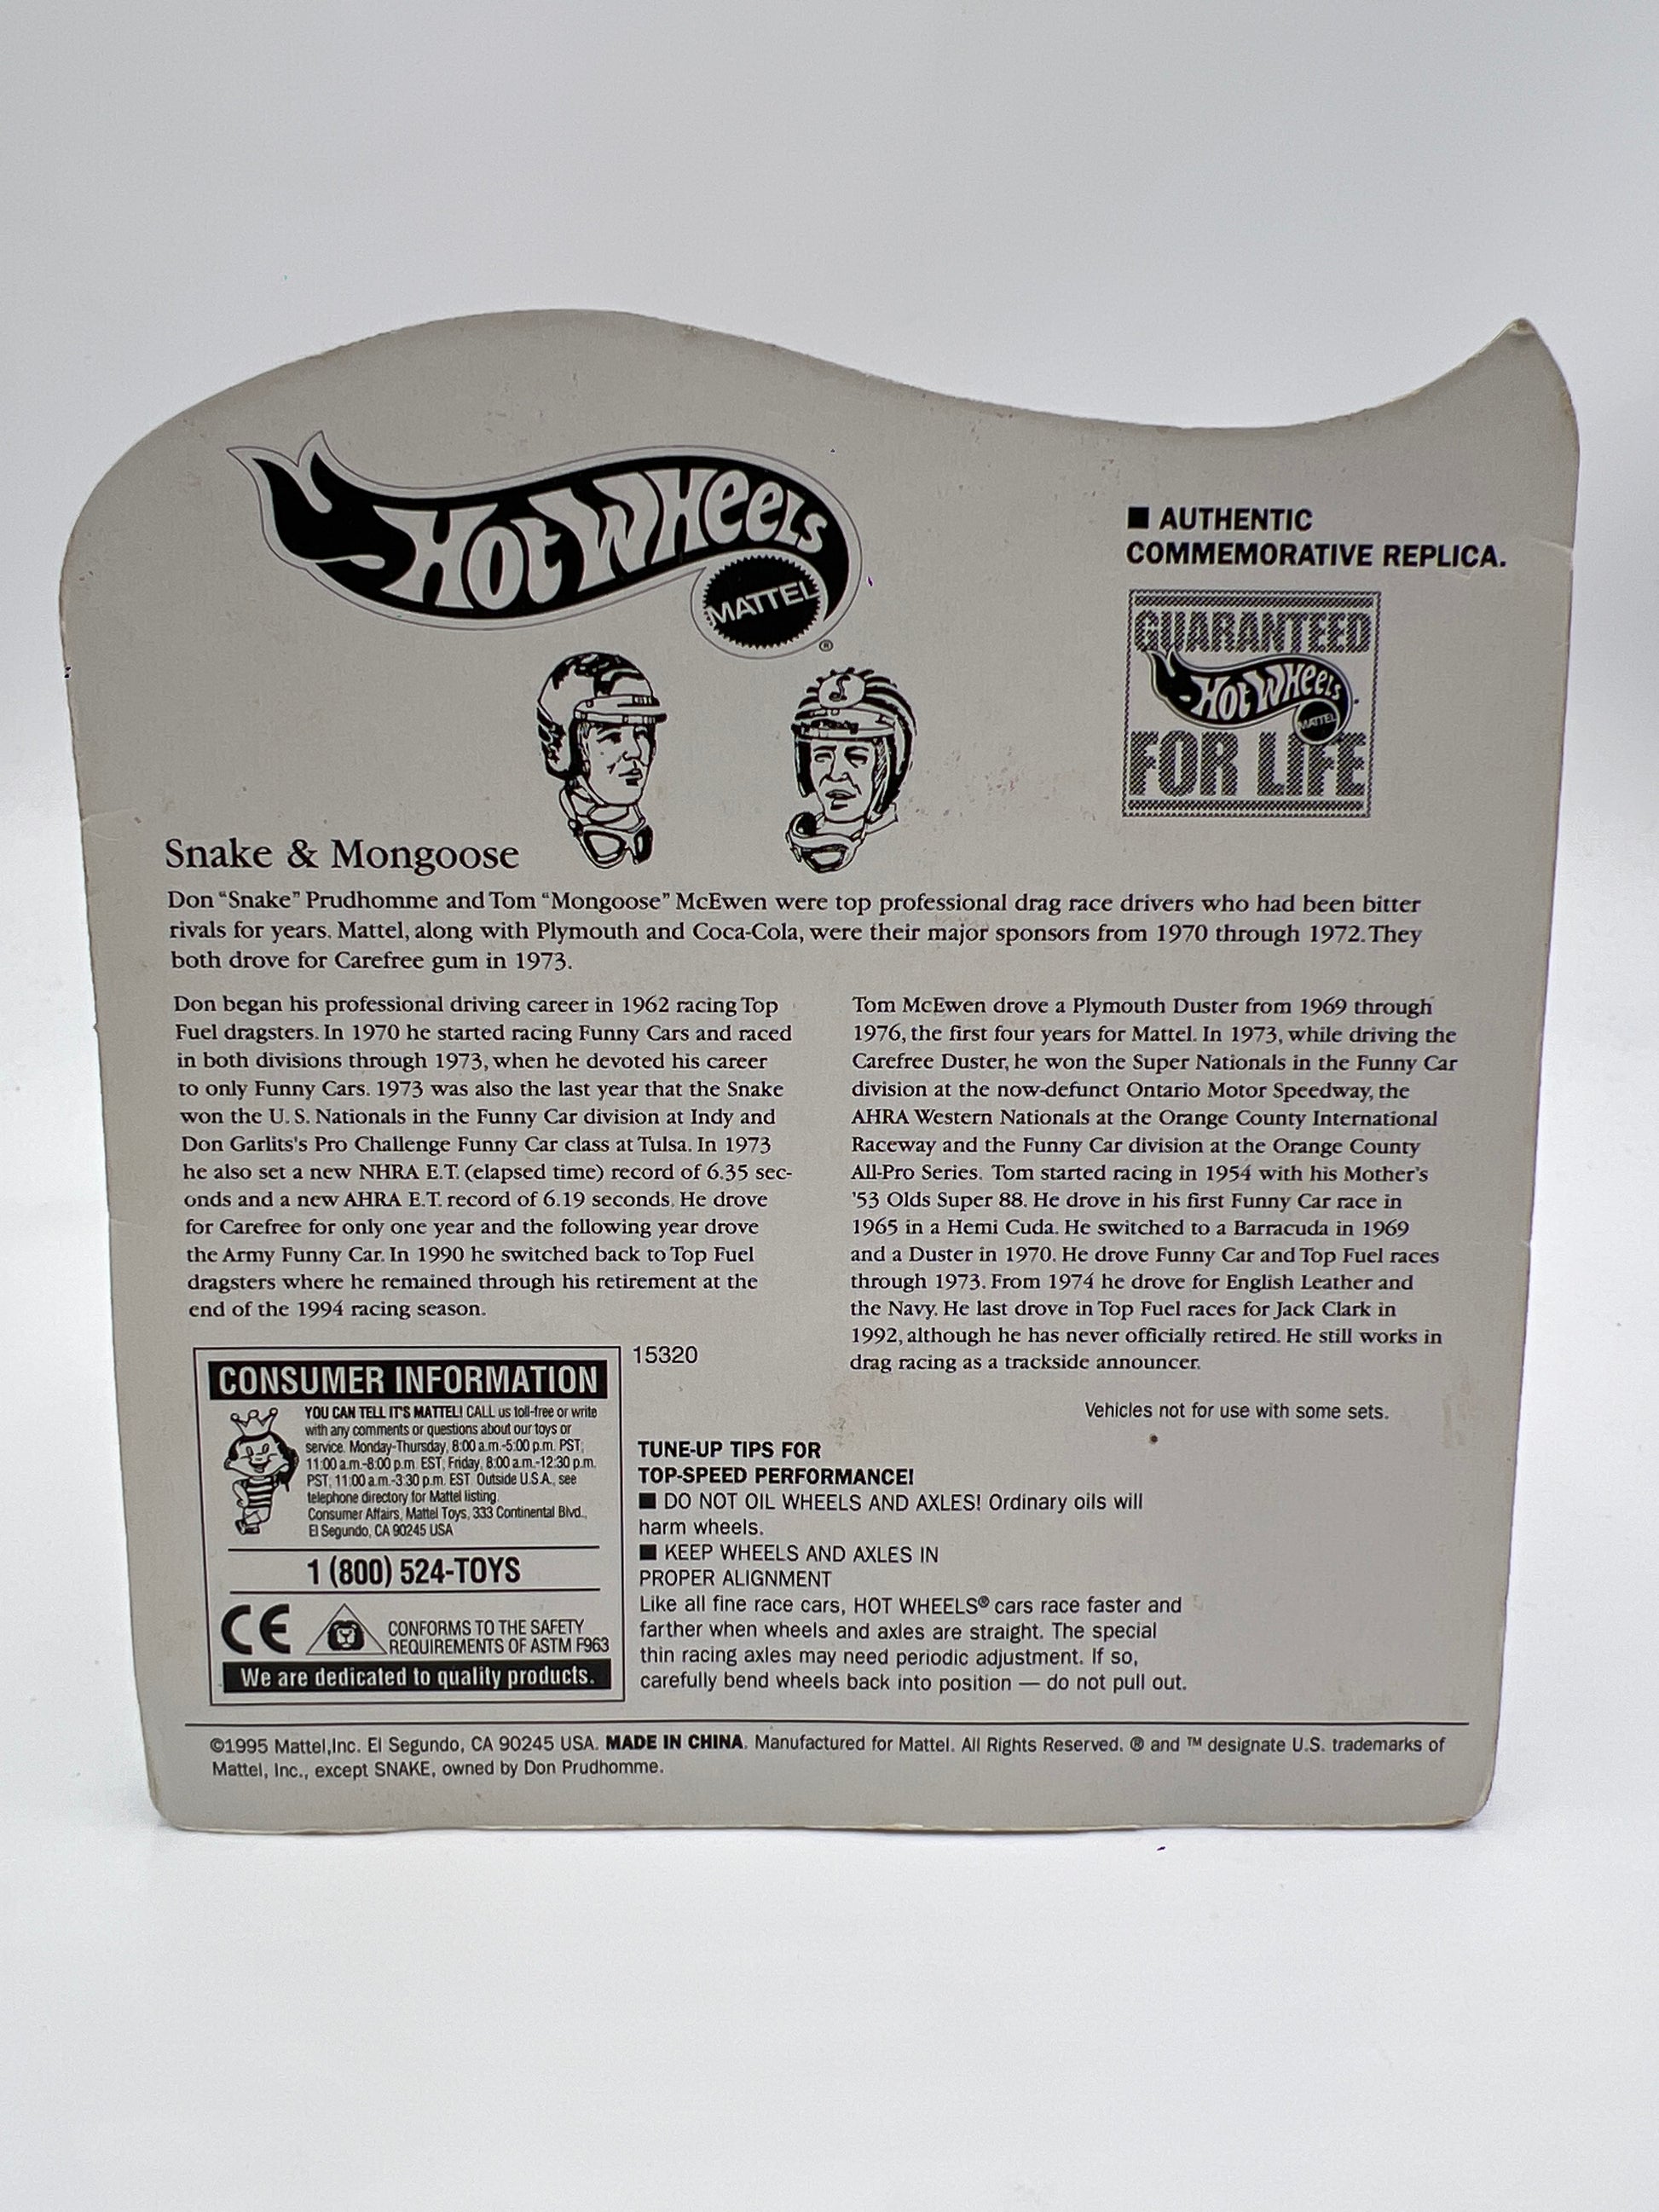 Hot Wheels
MATTEL
®
■ AUTHENTIC
COMMEMORATIVE REPLICA.
GUARANTEED
Hot Wheels
MATTEL
FOR LIFE
S
Snake & Mongoose
Don “Snake” Prudhomme and Tom “Mongoose” McEwen were top professional drag race drivers who had been bitter
rivals for years. Mattel, along with Plymouth and Coca-Cola, were their major sponsors from 1970 through 1972. They
both drove for Carefree gum in 1973.
Don began his professional driving career in 1962 racing Top
Fuel dragsters. In 1970 he started racing Funny Cars and raced
in both divisions through 1973, when he devoted his career
to only Funny Cars. 1973 was also the last year that the Snake
won the U. S. Nationals in the Funny Car division at Indy and
Don Garlits's Pro Challenge Funny Car class at Tulsa. In 1973
he also set a new NHRA E.T. (elapsed time) record of 6.35 sec-
onds and a new AHRA E.T. record of 6.19 seconds. He drove
for Carefree for only one year and the following year drove
the Army Funny Car. In 1990 he switched back to Top Fuel
dragsters where he remained through his retirement at the
end of the 1994 racing season.
Tom McEwen drove a Plymouth Duster from 1969 through
1976, the first four years for Mattel. In 1973, while driving the
Carefree Duster, he won the Super Nationals in the Funny Car
division at the now-defunct Ontario Motor Speedway, the
AHRA Western Nationals at the Orange County International
Raceway and the Funny Car division at the Orange County
All-Pro Series. Tom started racing in 1954 with his Mother's
'53 Olds Super 88. He drove in his first Funny Car race in
1965 in a Hemi Cuda. He switched to a Barracuda in 1969
and a Duster in 1970. He drove Funny Car and Top Fuel races
through 1973. From 1974 he drove for English Leather and
the Navy. He last drove in Top Fuel races for Jack Clark in
1992, although he has never officially retired. He still works in
drag racing as a trackside announcer.
Vehicles not for use with some sets.
CONSUMER INFORMATION
YOU CAN TELL IT'S MATTEL! CALL us toll-free or write
with any comments or questions about our toys or
service. Monday-Thursday, 8:00 a.m.-5:00 p.m. PST;
11:00 a.m.-8:00 p.m. EST; Friday, 8:00 a.m.-12:30 p.m.
PST; 11:00 a.m.-3:30 p.m. EST. Outside U.S.A., see
telephone directory for Mattel listing.
Consumer Affairs, Mattel Toys, 333 Continental Blvd.,
El Segundo, CA 90245 USA
1 (800) 524-TOYS
CE
CONFORMS TO THE SAFETY
REQUIREMENTS OF ASTM F963
We are dedicated to quality products.
15320
TUNE-UP TIPS FOR
TOP-SPEED PERFORMANCE!
■ DO NOT OIL WHEELS AND AXLES! Ordinary oils will
harm wheels.
■ KEEP WHEELS AND AXLES IN
PROPER ALIGNMENT
Like all fine race cars, HOT WHEELS® cars race faster and
farther when wheels and axles are straight. The special
thin racing axles may need periodic adjustment. If so,
carefully bend wheels back into position — do not pull out.
©1995 Mattel,Inc. El Segundo, CA 90245 USA. MADE IN CHINA. Manufactured for Mattel. All Rights Reserved. ® and ™ designate U.S. trademarks of
Mattel, Inc., except SNAKE, owned by Don Prudhomme.